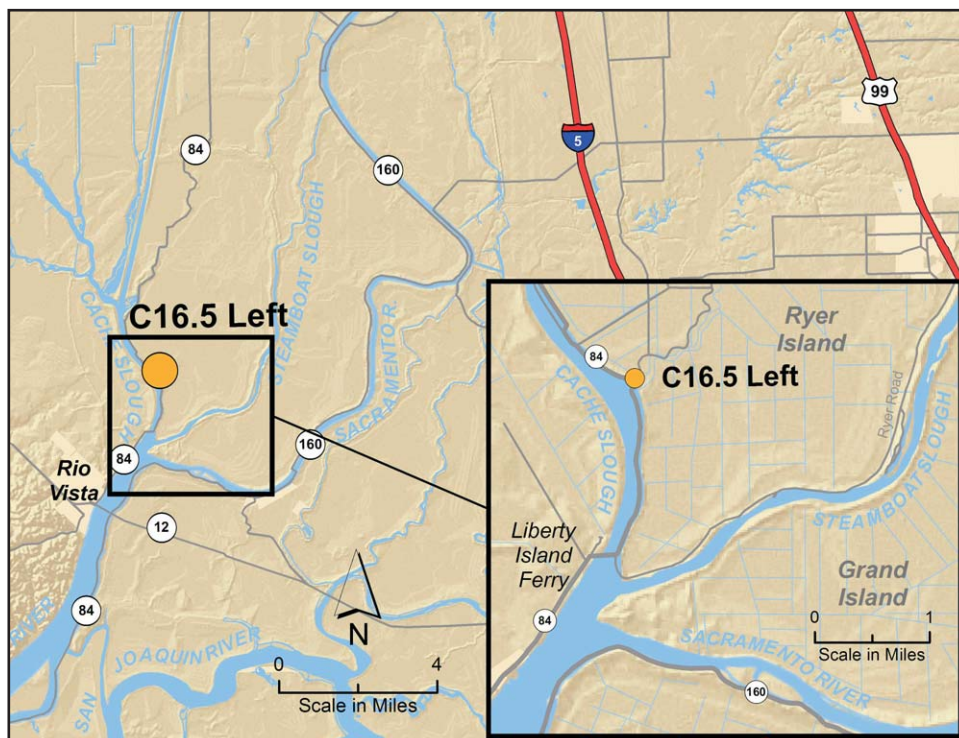 99
5
84
160
STEAMBOAT SLOUGH
CACHE SLOUGH
C16.5 Left
SACRAMENTO R.
160
84
Rio
Vista
12
84
RIVER
SAN
JOAQUIN RIVER
N
0
4
Scale in Miles
Ryer
Island
84
C16.5 Left
CACHE SLOUGH
Ryer Road
STEAMBOAT SLOUGH
Liberty
Island
Ferry
Grand
Island
84
0
1
Scale in Miles
SACRAMENTO RIVER
160